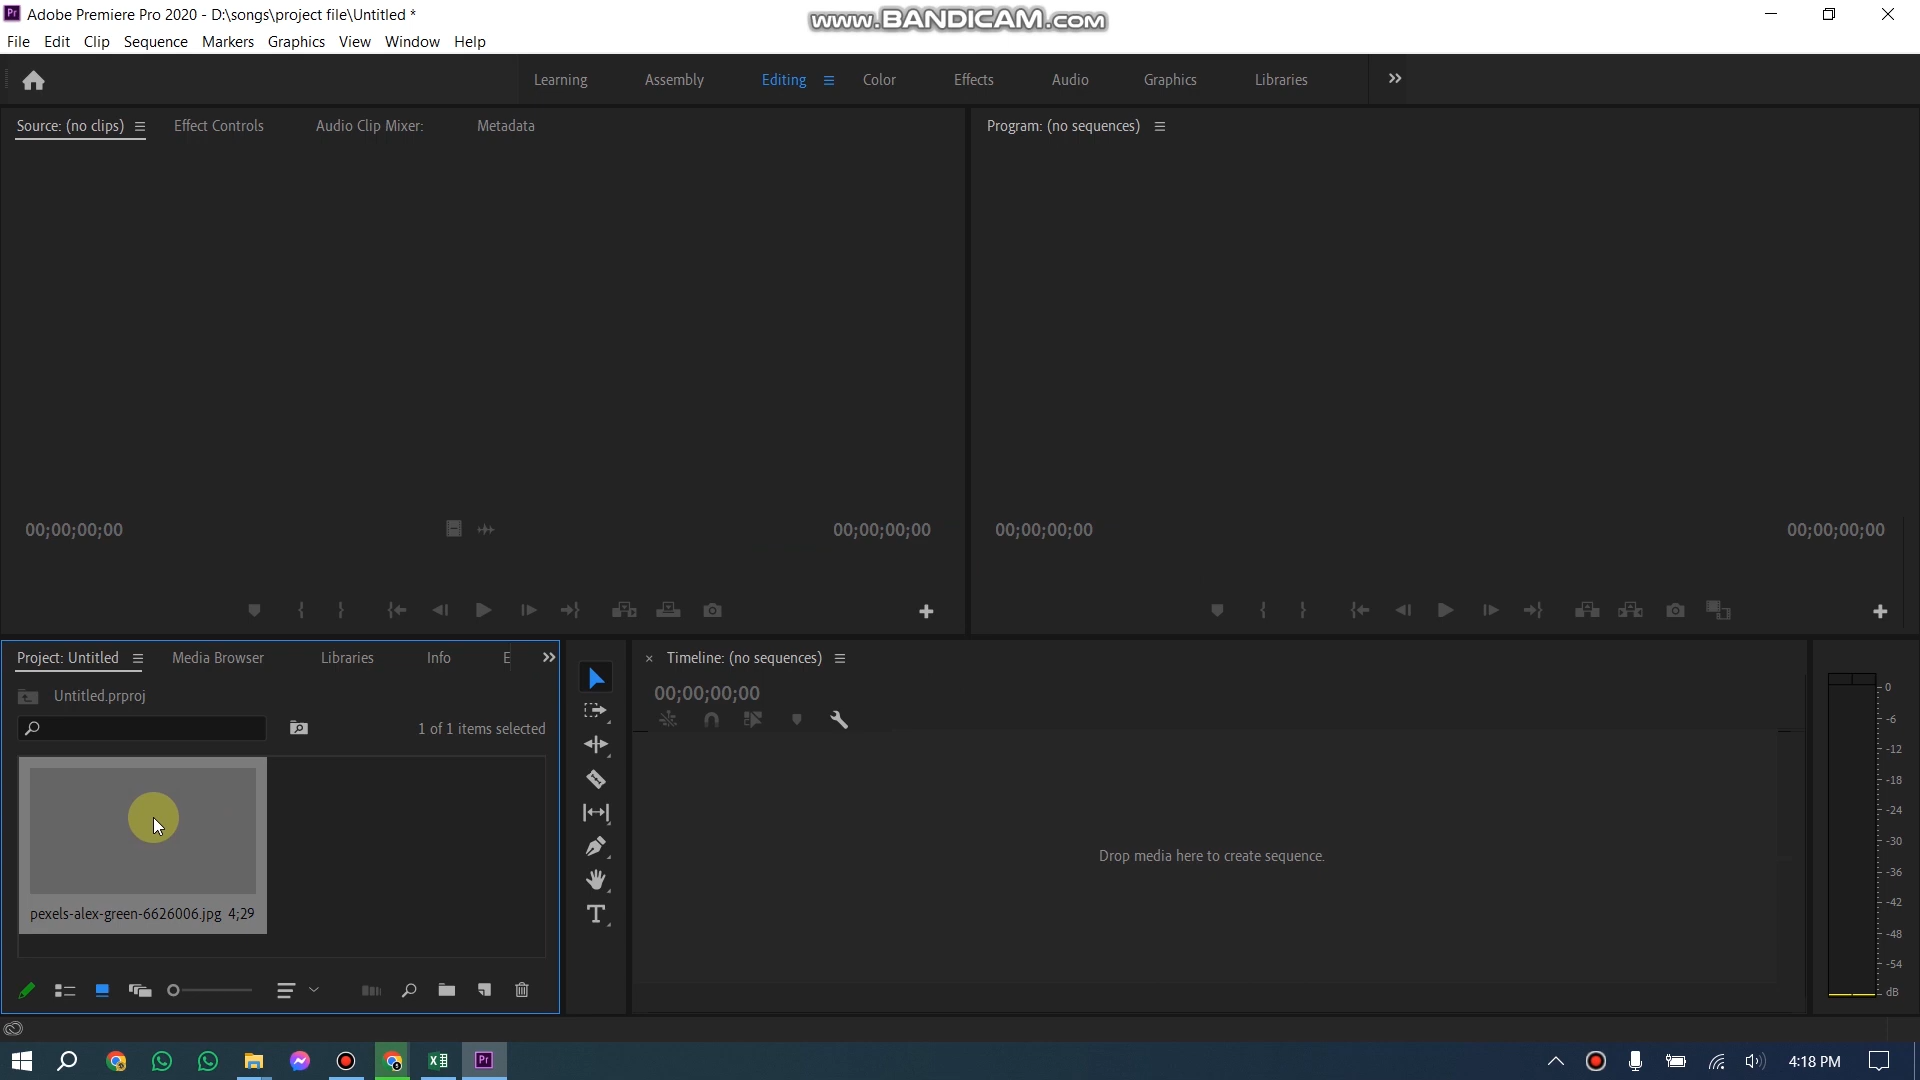 Adobe Premiere Pro 2020 - D:\songs\project file\Untitled *
www.BANDICAM.com
File Edit Clip Sequence Markers Graphics View Window Help
Learning Assembly Editing Color Effects Audio Graphics Libraries
Source: (no clips) Effect Controls Audio Clip Mixer: Metadata
Program: (no sequences)
00;00;00;00 00;00;00;00
00;00;00;00 00;00;00;00
Project: Untitled Media Browser Libraries Info E
Untitled.prproj
1 of 1 items selected
pexels-alex-green-6626006.jpg 4;29
Timeline: (no sequences)
00;00;00;00
Drop media here to create sequence.
0
-6
-12
-18
-24
-30
-36
-42
-48
-54
dB
4:18 PM